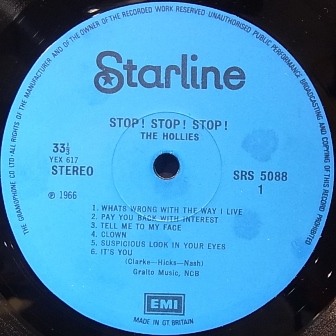 ALL RIGHTS OF THE MANUFACTURER AND OF THE OWNER OF THE RECORDED WORK RESERVED · UNAUTHORISED PUBLIC PERFORMANCE BROADCASTING AND COPYING OF THIS RECORD PROHIBITED
THE GRAMOPHONE CO LTD
Starline
STOP! STOP! STOP!
THE HOLLIES
33⅓
YEX 617
STEREO
SRS 5088
1
℗ 1966
1. WHATS WRONG WITH THE WAY I LIVE
2. PAY YOU BACK WITH INTEREST
3. TELL ME TO MY FACE
4. CLOWN
5. SUSPICIOUS LOOK IN YOUR EYES
6. IT'S YOU
(Clarke—Hicks—Nash)
Gralto Music, NCB
EMI
MADE IN GT BRITAIN